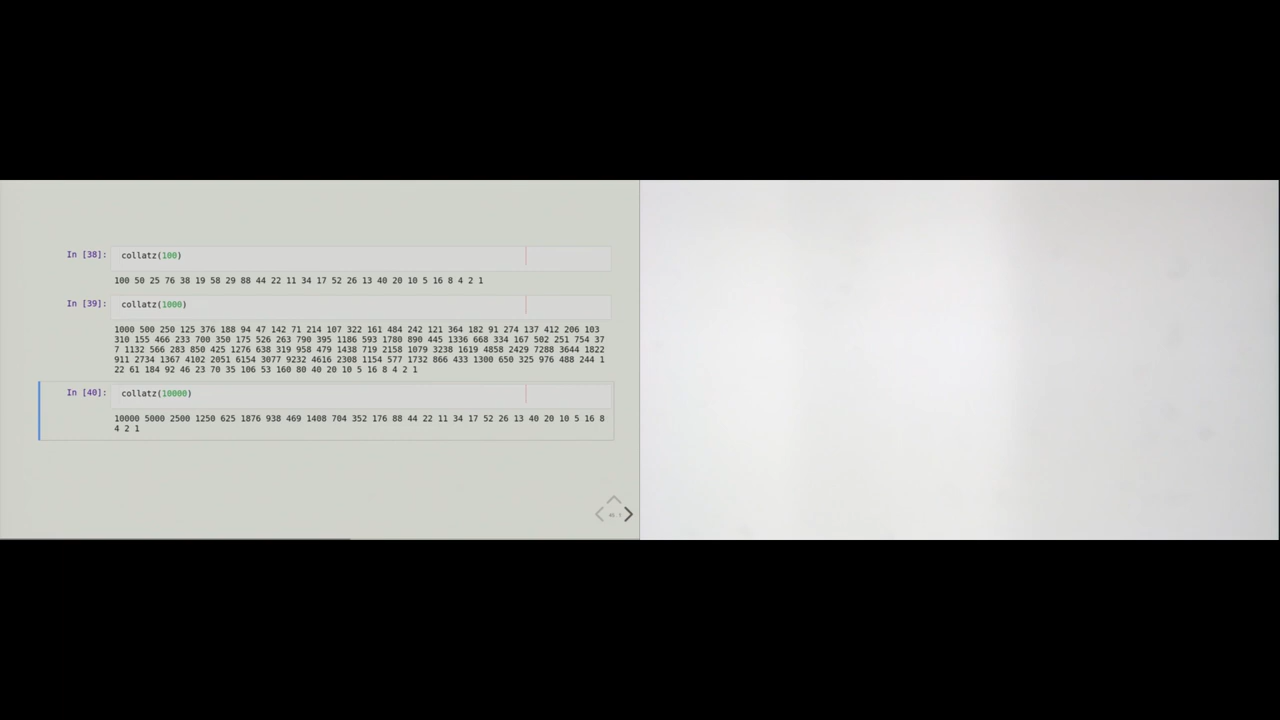 In [38]: collatz(100)
100 50 25 76 38 19 58 29 88 44 22 11 34 17 52 26 13 40 20 10 5 16 8 4 2 1
In [39]: collatz(1000)
1000 500 250 125 376 188 94 47 142 71 214 107 322 161 484 242 121 364 182 91 274 137 412 206 103
310 155 466 233 700 350 175 526 263 790 395 1186 593 1780 890 445 1336 668 334 167 502 251 754 37
7 1132 566 283 850 425 1276 638 319 958 479 1438 719 2158 1079 3238 1619 4858 2429 7288 3644 1822
911 2734 1367 4102 2051 6154 3077 9232 4616 2308 1154 577 1732 866 433 1300 650 325 976 488 244 1
22 61 184 92 46 23 70 35 106 53 160 80 40 20 10 5 16 8 4 2 1
In [40]: collatz(10000)
10000 5000 2500 1250 625 1876 938 469 1408 704 352 176 88 44 22 11 34 17 52 26 13 40 20 10 5 16 8
4 2 1